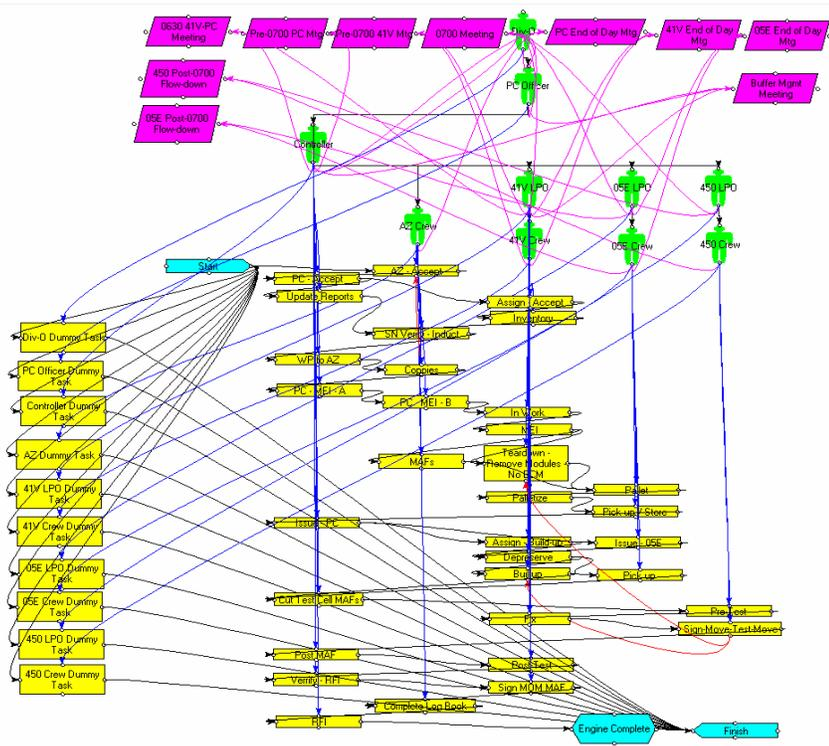 0630 41V-PC
Meeting
Pre-0700 PC Mtg
Pre-0700 41V Mtg
0700 Meeting
Div-O
PC End of Day Mtg
41V End of Day
Mtg
05E End of Day
Mtg
450 Post-0700
Flow-down
PC Officer
Buffer Mgmt
Meeting
05E Post-0700
Flow-down
Controller
41V LPO
05E LPO
450 LPO
AZ Crew
41V Crew
05E Crew
450 Crew
Start
PC - Accept
AZ - Accept
Update Reports
Assign - Accept
Inventory
Div-O Dummy Task
SN Verif - Induct
WP to AZ
Coppies
PC Officer Dummy
Task
PC - MEI - A
PC - MEI - B
Controller Dummy
Task
In Work
MEI
AZ Dummy Task
MAFs
Teardown -
Remove Modules
No ECM
41V LPO Dummy
Task
Palletize
Pallet
Pick-up / Store
41V Crew Dummy
Task
Issue - PC
Assign - Build-up
Issue - 05E
Depreserve
05E LPO Dummy
Task
Buildup
Pick up
05E Crew Dummy
Task
Cut Test Cell MAFs
Pre-Test
Fix
Sign-Move-Test-Move
450 LPO Dummy
Task
Post MAF
Post Test
450 Crew Dummy
Task
Verify - RFI
Sign MOM MAF
Complete Log Book
RFI
Engine Complete
Finish